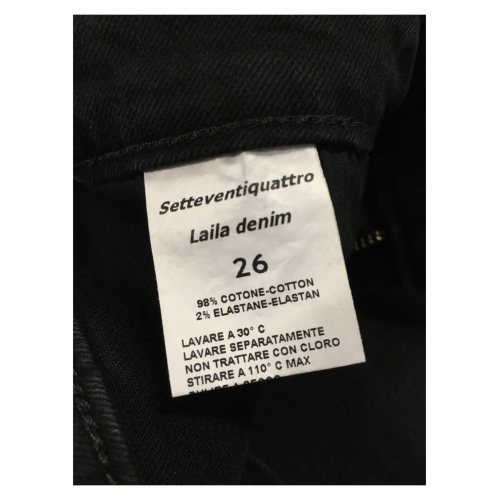 Setteventiquattro
Laila denim
26
98% COTONE-COTTON
2% ELASTANE-ELASTAN
LAVARE A 30° C
LAVARE SEPARATAMENTE
NON TRATTARE CON CLORO
STIRARE A 110° C MAX